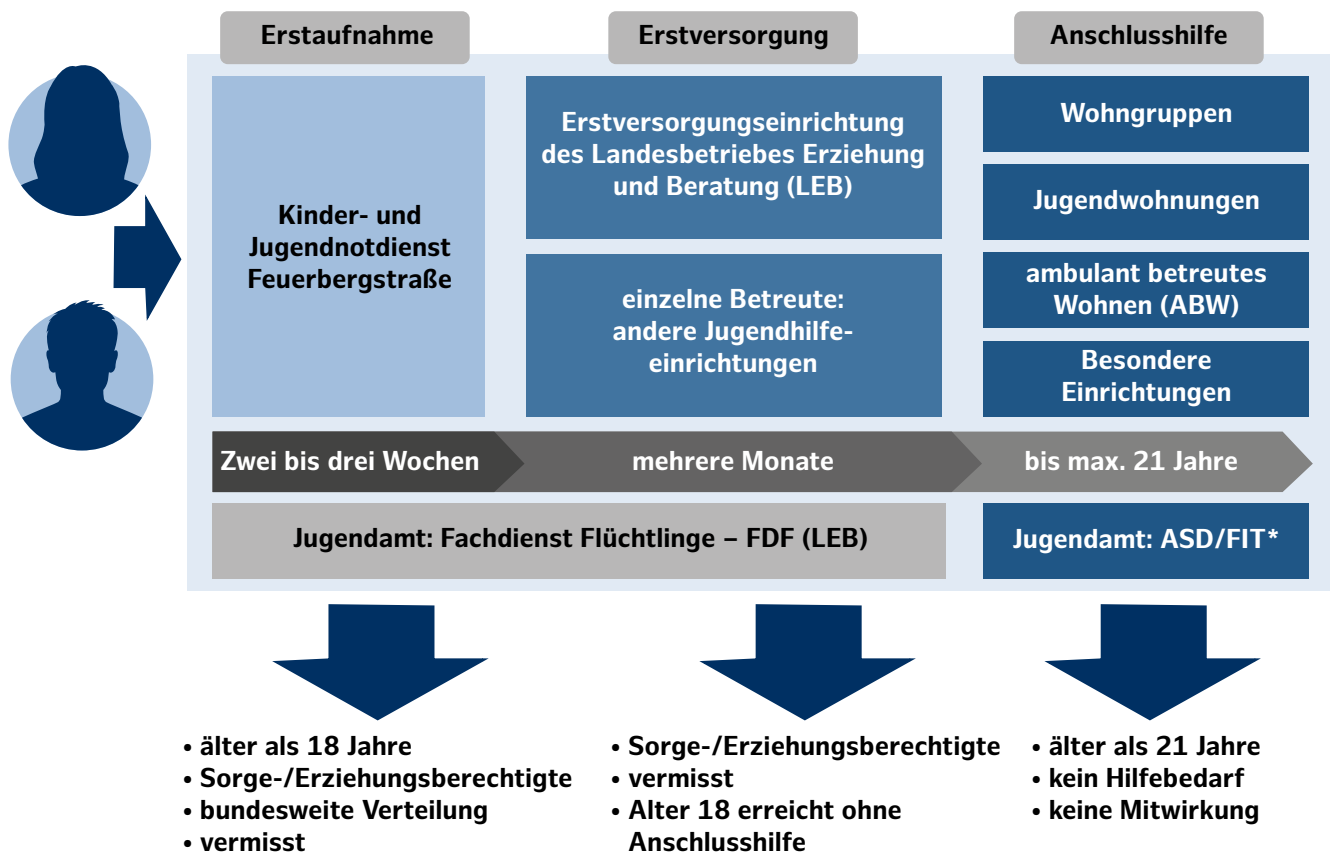 Erstaufnahme
Erstversorgung
Anschlusshilfe
Kinder- und
Jugendnotdienst
Feuerbergstraße
Erstversorgungseinrichtung
des Landesbetriebes Erziehung
und Beratung (LEB)
einzelne Betreute:
andere Jugendhilfe-
einrichtungen
Wohngruppen
Jugendwohnungen
ambulant betreutes
Wohnen (ABW)
Besondere
Einrichtungen
Zwei bis drei Wochen
mehrere Monate
bis max. 21 Jahre
Jugendamt: Fachdienst Flüchtlinge – FDF (LEB)
Jugendamt: ASD/FIT*
• älter als 18 Jahre
• Sorge-/Erziehungsberechtigte
• bundesweite Verteilung
• vermisst
• Sorge-/Erziehungsberechtigte
• vermisst
• Alter 18 erreicht ohne
Anschlusshilfe
• älter als 21 Jahre
• kein Hilfebedarf
• keine Mitwirkung